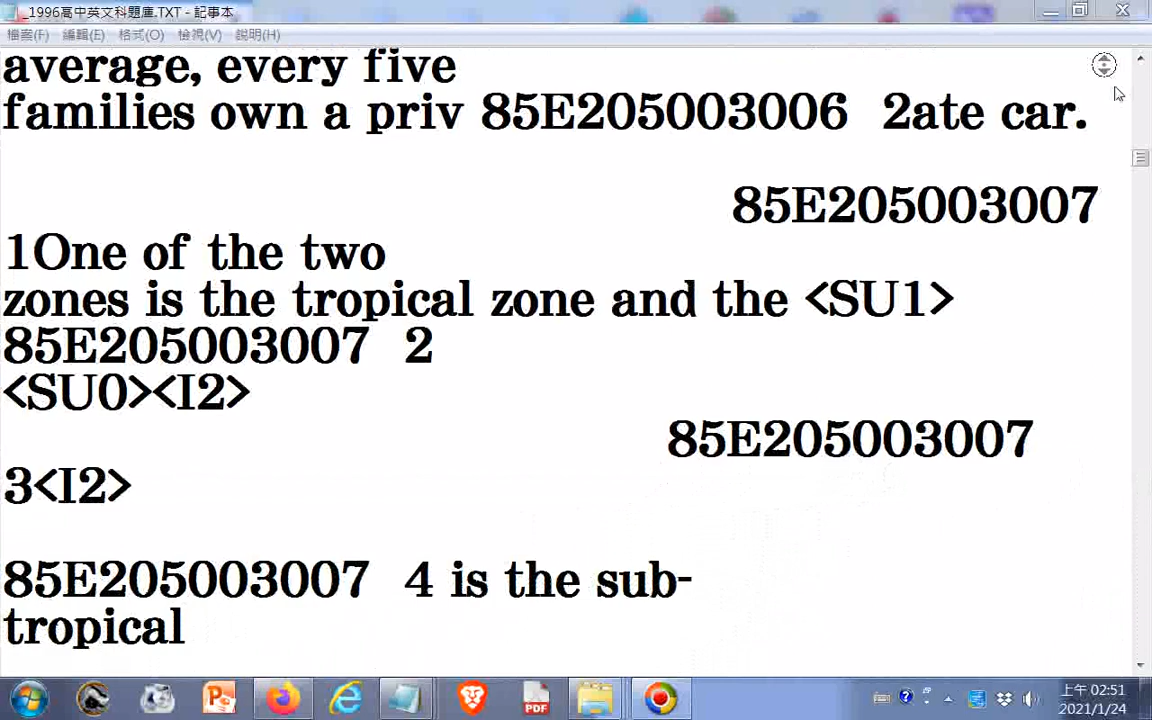 _1996高中英文科題庫.TXT - 記事本
檔案(F) 編輯(E) 格式(O) 檢視(V) 說明(H)
average, every five
families own a priv 85E205003006 2ate car.
85E205003007
1One of the two
zones is the tropical zone and the <SU1>
85E205003007 2
<SU0><I2>
85E205003007
3<I2>
85E205003007 4 is the sub-
tropical
PDF
上午 02:51
2021/1/24